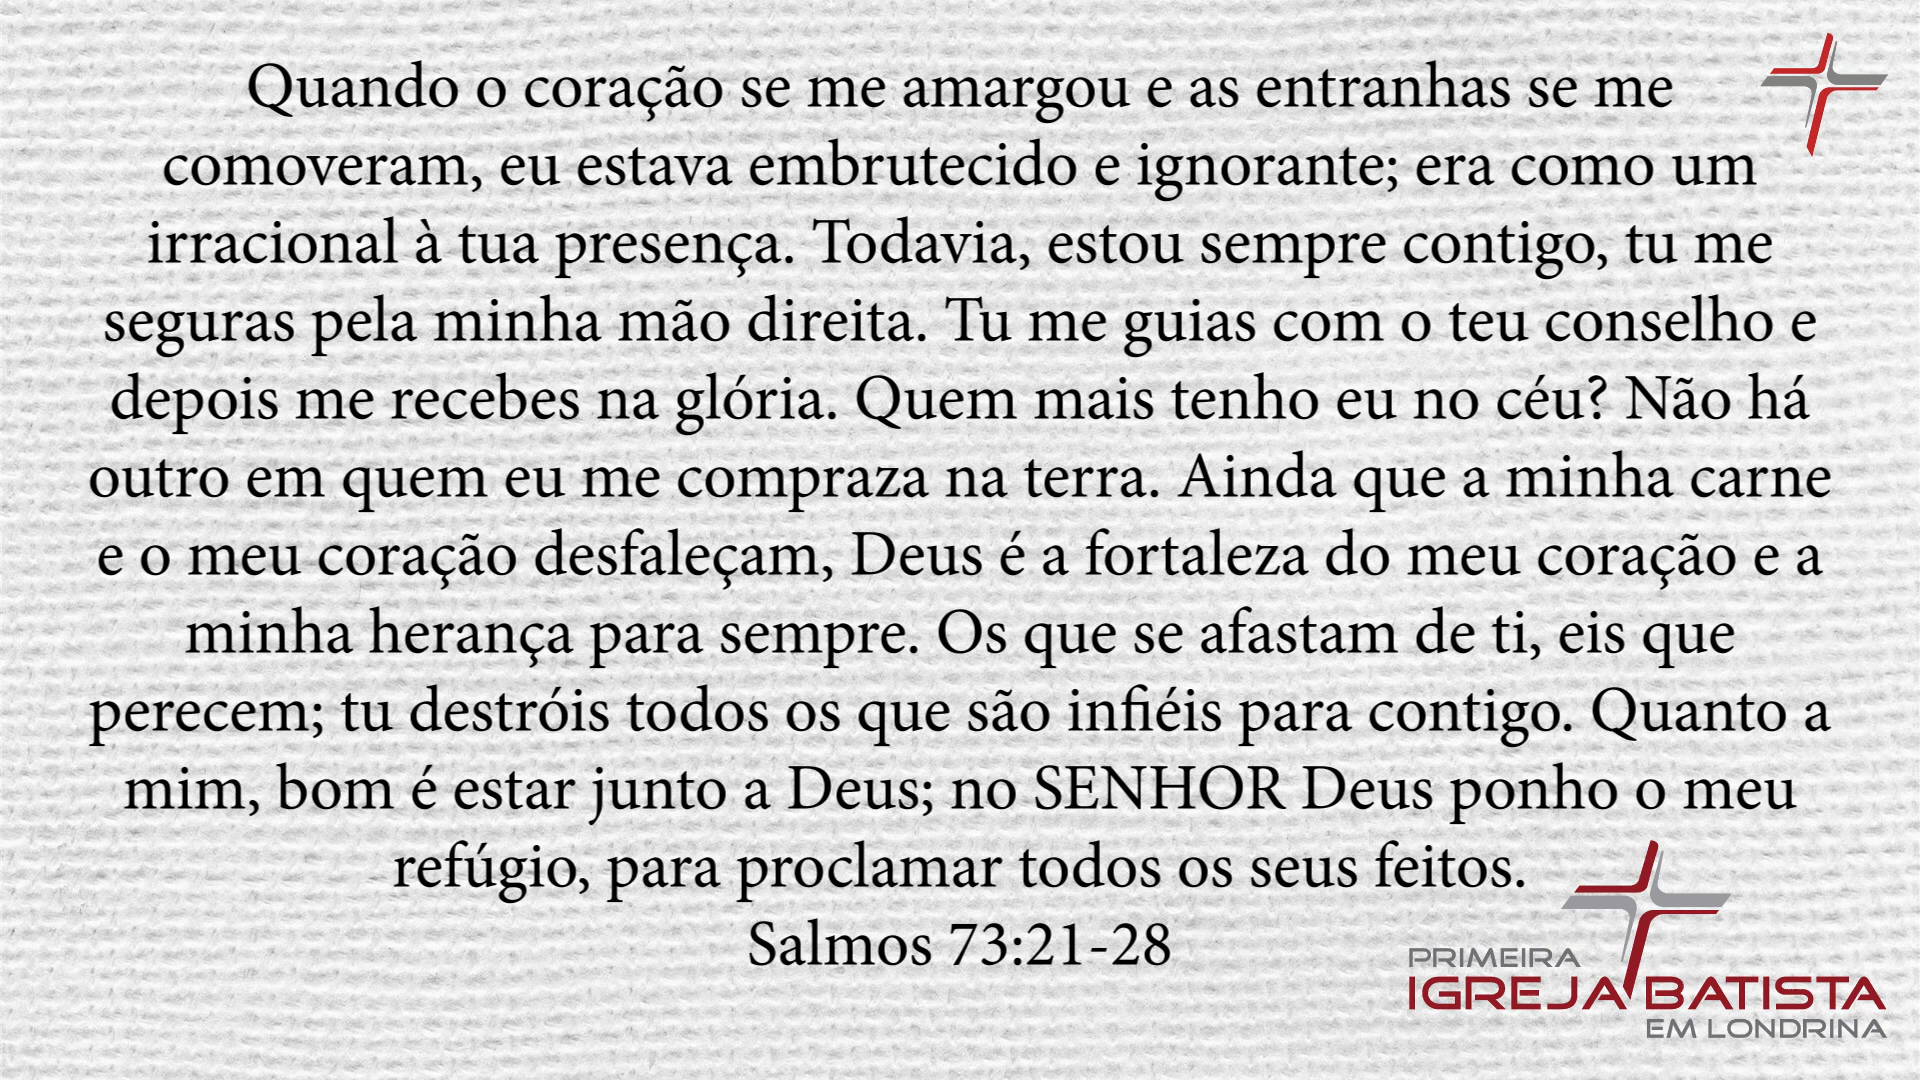 Quando o coração se me amargou e as entranhas se me
comoveram, eu estava embrutecido e ignorante; era como um
irracional à tua presença. Todavia, estou sempre contigo, tu me
seguras pela minha mão direita. Tu me guias com o teu conselho e
depois me recebes na glória. Quem mais tenho eu no céu? Não há
outro em quem eu me compraza na terra. Ainda que a minha carne
e o meu coração desfaleçam, Deus é a fortaleza do meu coração e a
minha herança para sempre. Os que se afastam de ti, eis que
perecem; tu destróis todos os que são infiéis para contigo. Quanto a
mim, bom é estar junto a Deus; no SENHOR Deus ponho o meu
refúgio, para proclamar todos os seus feitos.
Salmos 73:21-28
PRIMEIRA
IGREJA BATISTA
EM LONDRINA